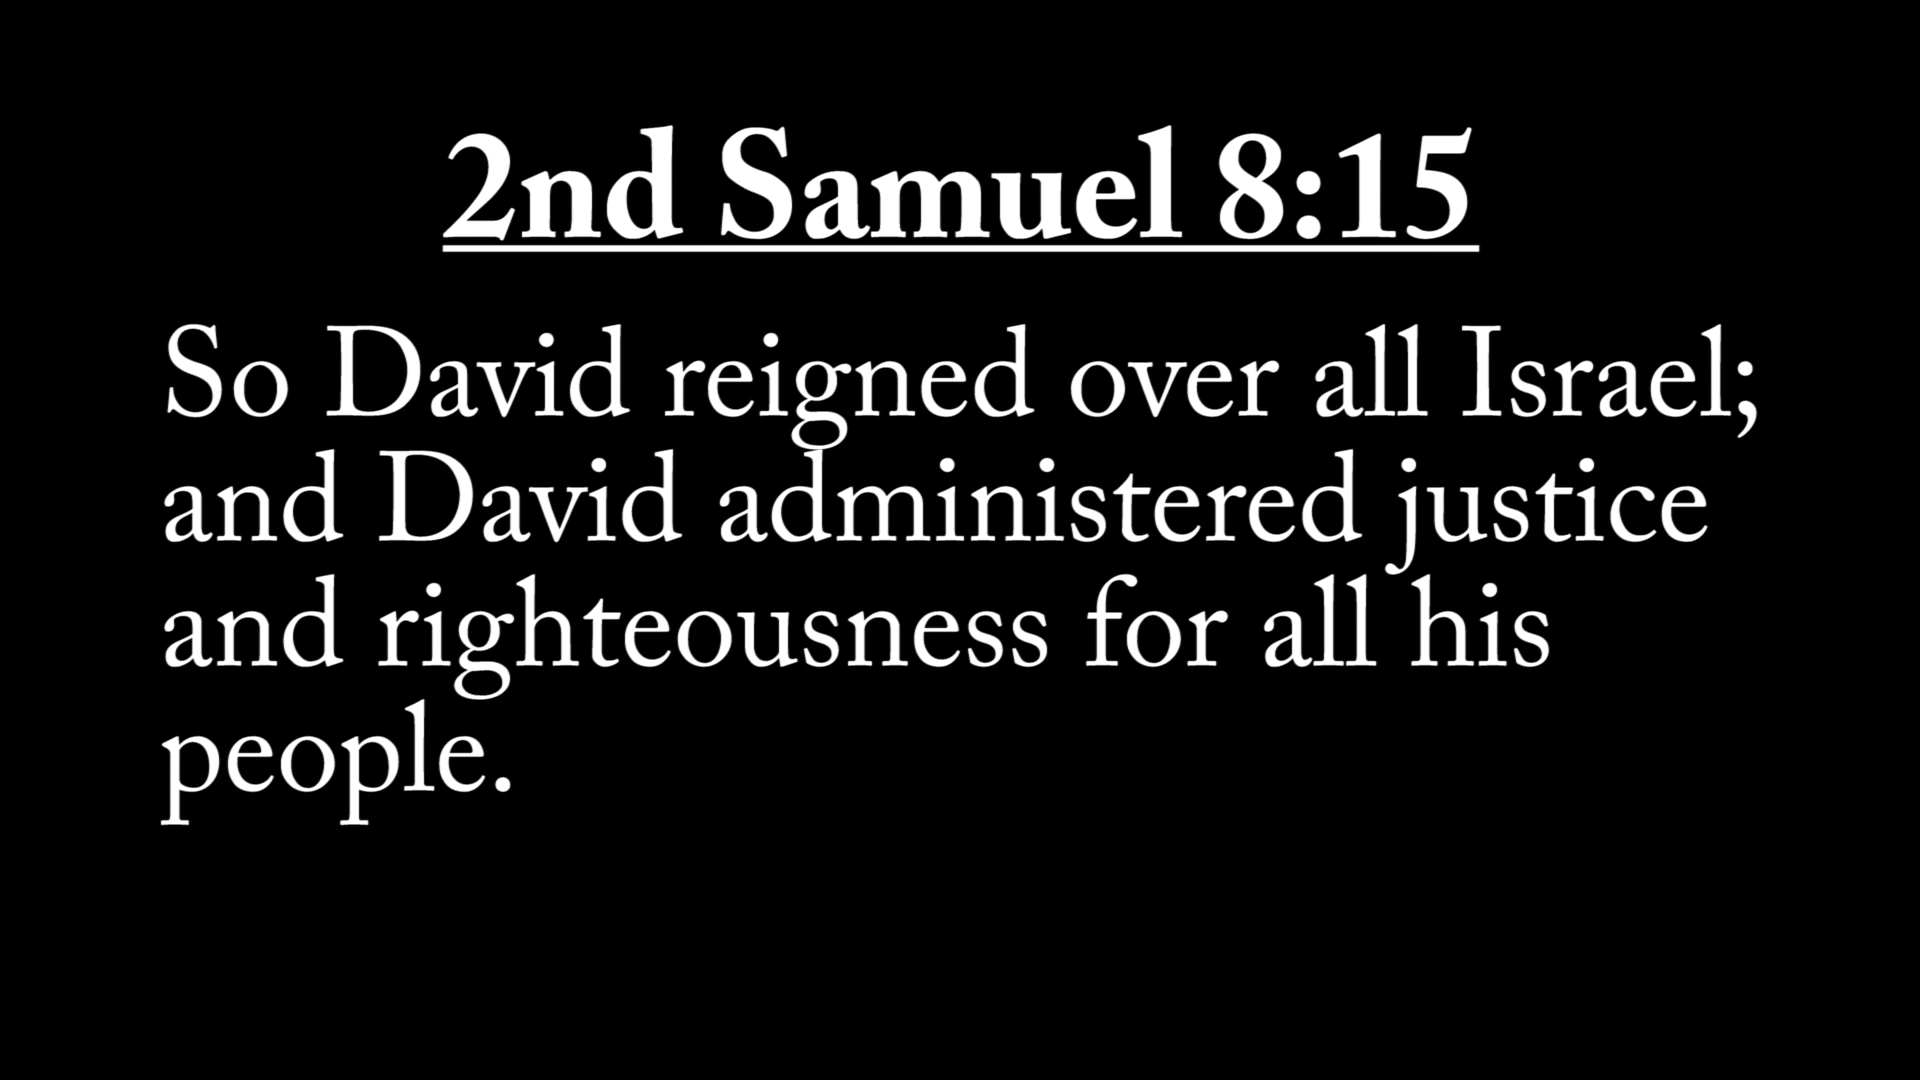 2nd Samuel 8:15
So David reigned over all Israel;
and David administered justice
and righteousness for all his
people.